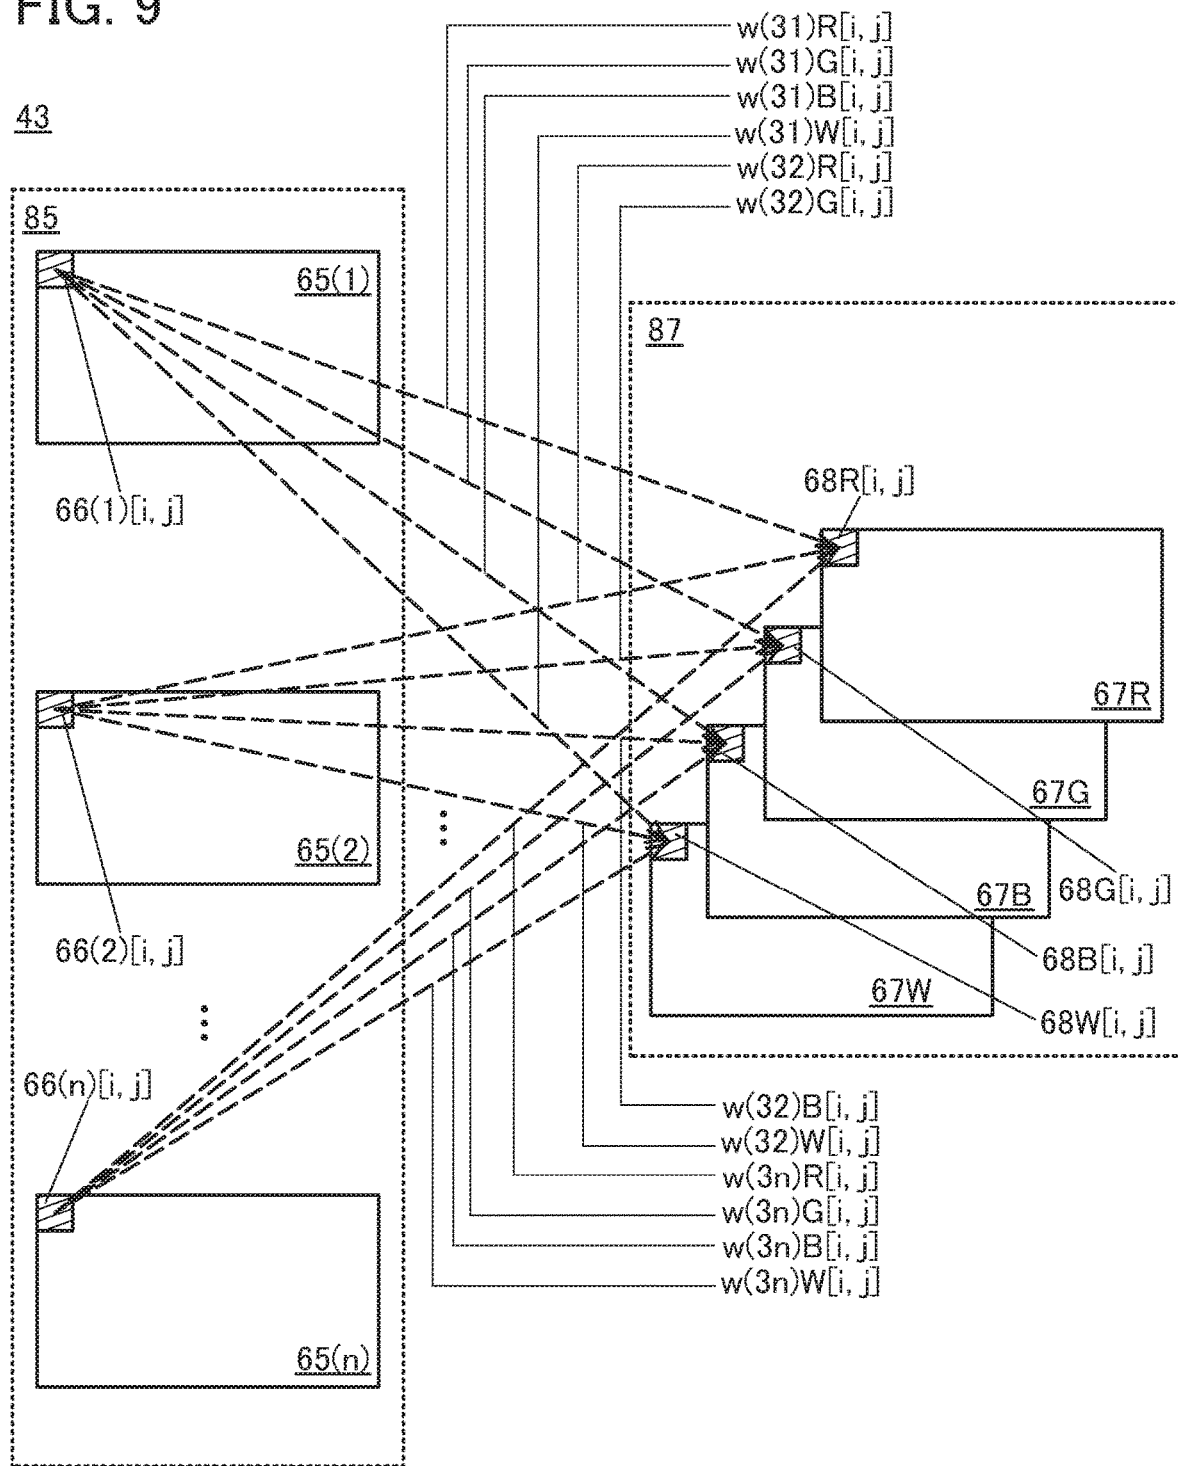 FIG. 9
43
w(31)R[i, j]
w(31)G[i, j]
w(31)B[i, j]
w(31)W[i, j]
w(32)R[i, j]
w(32)G[i, j]
85
65(1)
66(1)[i, j]
87
68R[i, j]
67R
67G
68G[i, j]
67B
68B[i, j]
67W
68W[i, j]
65(2)
66(2)[i, j]
66(n)[i, j]
65(n)
w(32)B[i, j]
w(32)W[i, j]
w(3n)R[i, j]
w(3n)G[i, j]
w(3n)B[i, j]
w(3n)W[i, j]